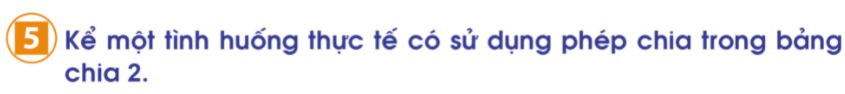 5 Kể một tình huống thực tế có sử dụng phép chia trong bảng
chia 2.